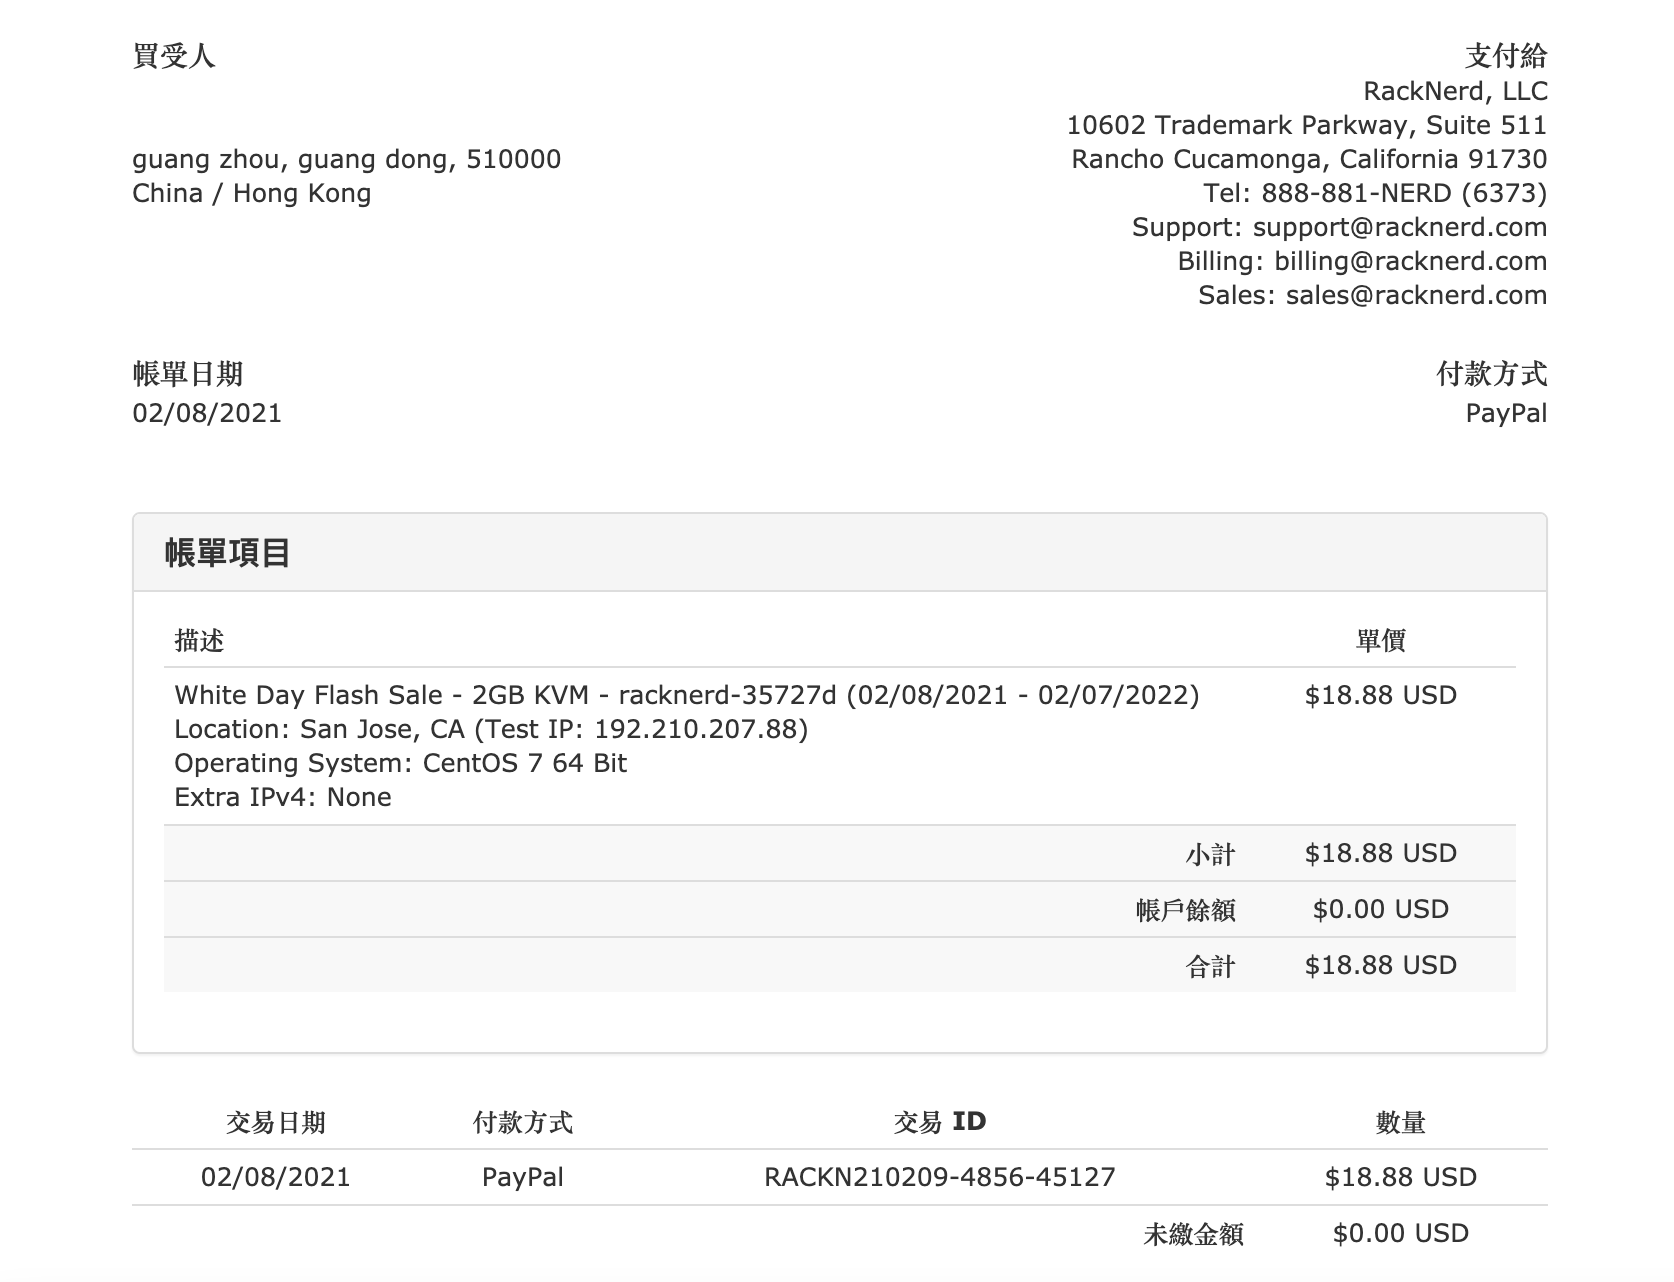 買受人
guang zhou, guang dong, 510000
China / Hong Kong
支付給
RackNerd, LLC
10602 Trademark Parkway, Suite 511
Rancho Cucamonga, California 91730
Tel: 888-881-NERD (6373)
Support: support@racknerd.com
Billing: billing@racknerd.com
Sales: sales@racknerd.com
帳單日期
02/08/2021
付款方式
PayPal
帳單項目
描述 單價
White Day Flash Sale - 2GB KVM - racknerd-35727d (02/08/2021 - 02/07/2022) $18.88 USD
Location: San Jose, CA (Test IP: 192.210.207.88)
Operating System: CentOS 7 64 Bit
Extra IPv4: None
小計 $18.88 USD
帳戶餘額 $0.00 USD
合計 $18.88 USD
交易日期 付款方式 交易 ID 數量
02/08/2021 PayPal RACKN210209-4856-45127 $18.88 USD
未繳金額 $0.00 USD